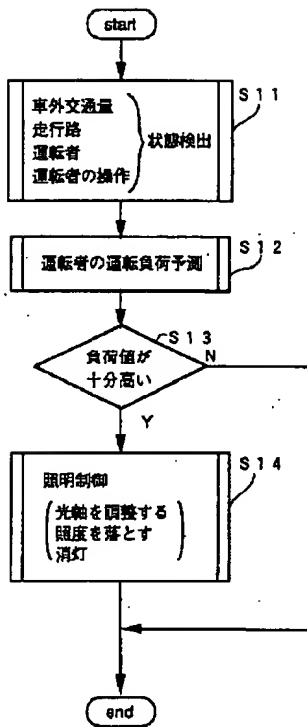 start
S11
車外交通量
走行路
運転者
運転者の操作
状態検出
S12
運転者の運転負荷予測
S13
負荷値が
十分高い
N
Y
S14
照明制御
光軸を調整する
照度を落とす
消灯
end